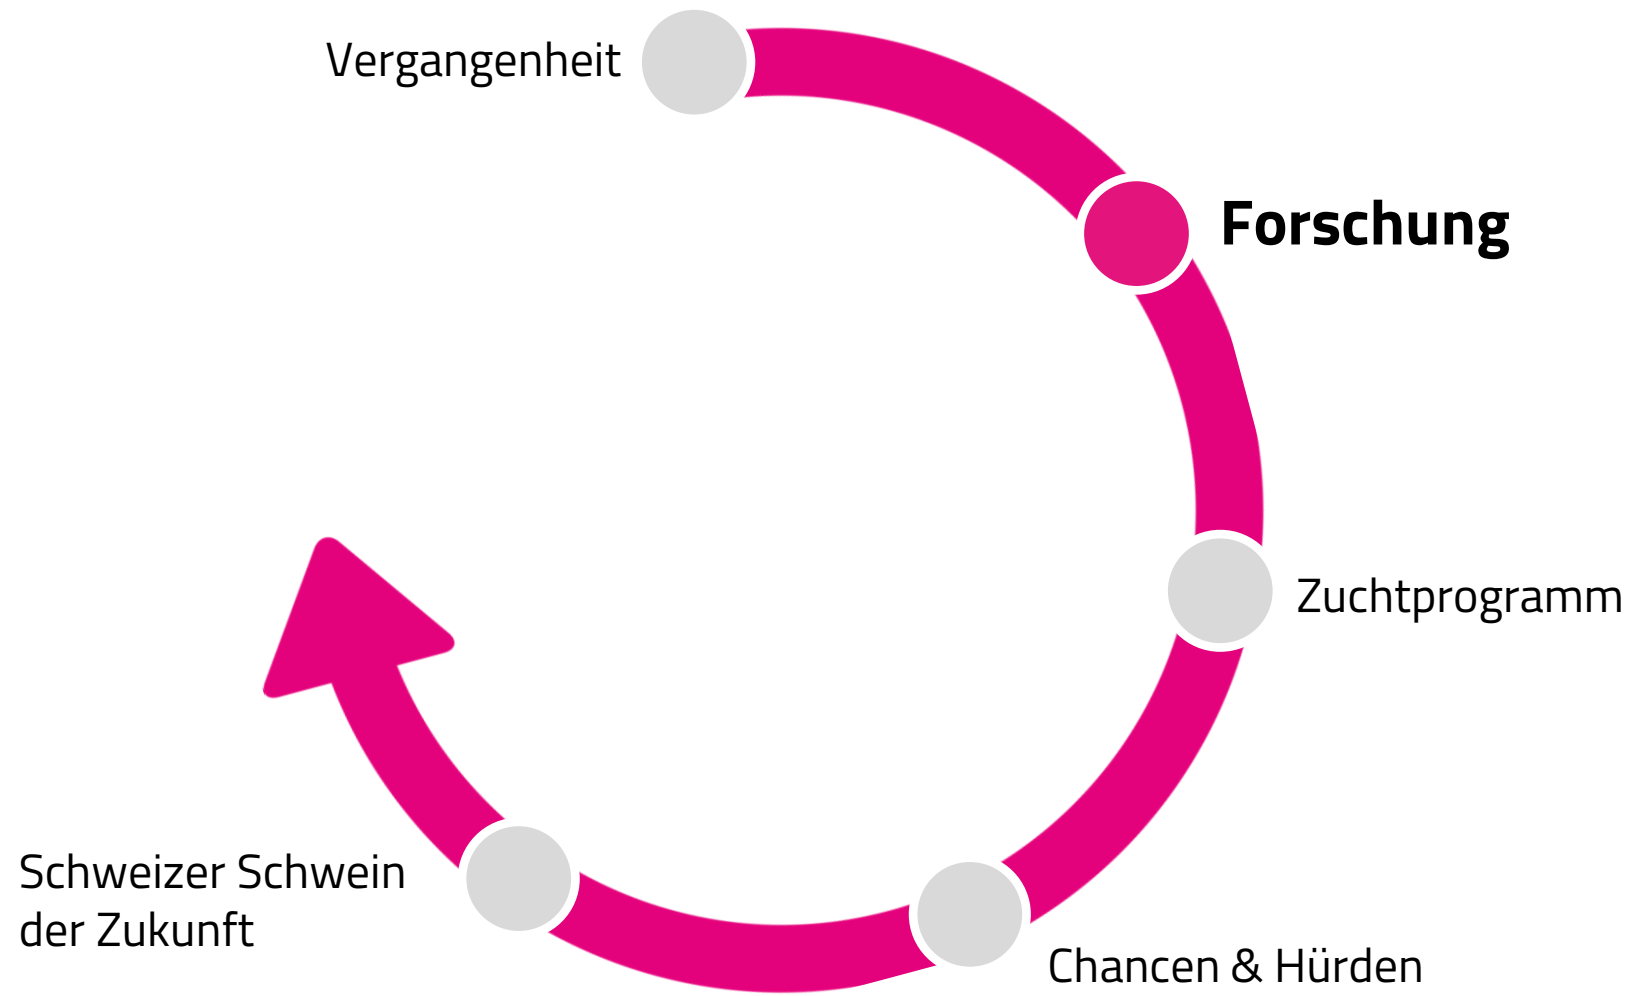 Vergangenheit
Forschung
Zuchtprogramm
Chancen & Hürden
Schweizer Schwein
der Zukunft